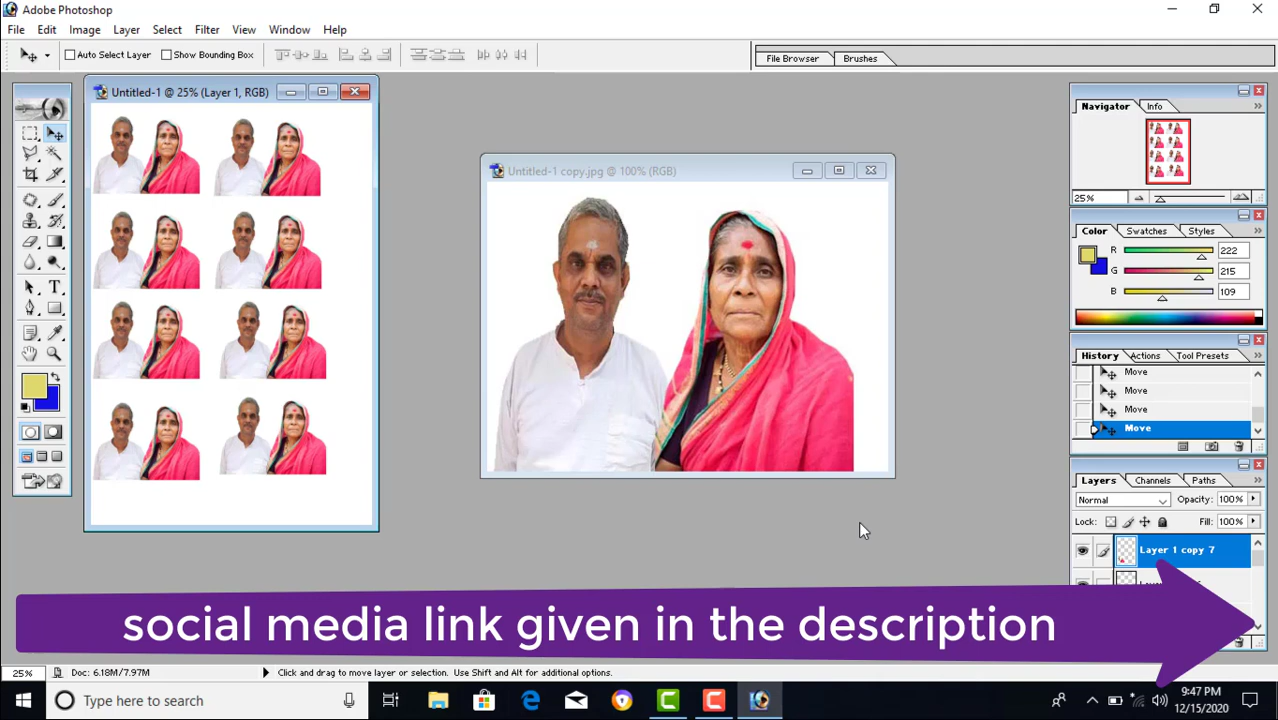 Adobe Photoshop
File Edit Image Layer Select Filter View Window Help
Auto Select Layer Show Bounding Box
File Browser Brushes
Untitled-1 @ 25% (Layer 1, RGB)
Untitled-1 copy.jpg @ 100% (RGB)
Navigator Info
25%
Color Swatches Styles
R 222
G 215
B 109
History Actions Tool Presets
Move
Move
Move
Move
Layers Channels Paths
Normal Opacity: 100%
Lock: Fill: 100%
Layer 1 copy 7
social media link given in the description
25% Doc: 6.18M/7.97M Click and drag to move layer or selection. Use Shift and Alt for additional options.
Type here to search
9:47 PM
12/15/2020